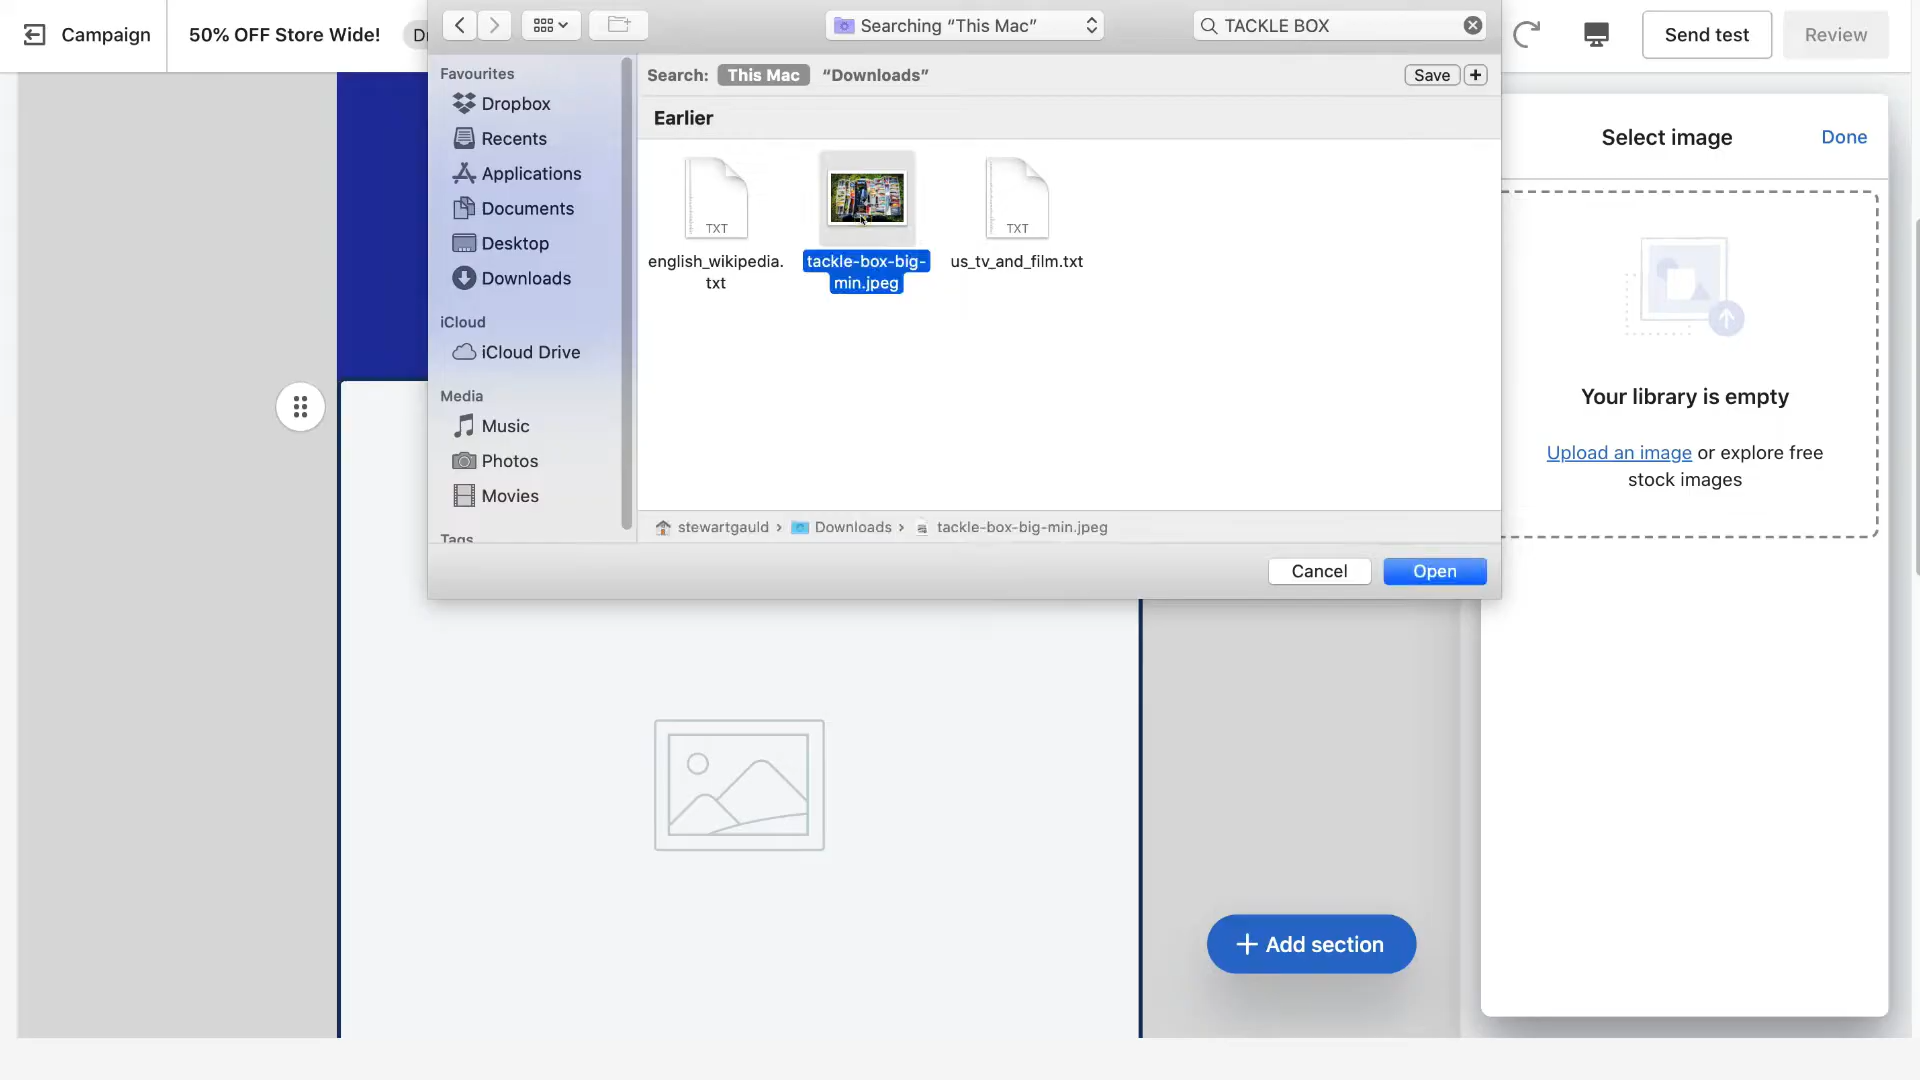 Campaign
50% OFF Store Wide!
Searching “This Mac”
TACKLE BOX
Send test
Review
Favourites
Dropbox
Recents
Applications
Documents
Desktop
Downloads
iCloud
iCloud Drive
Media
Music
Photos
Movies
Tags
Search: This Mac “Downloads”
Save +
Earlier
TXT
english_wikipedia.
txt
tackle-box-big-
min.jpeg
TXT
us_tv_and_film.txt
stewartgauld › Downloads › tackle-box-big-min.jpeg
Cancel
Open
Select image
Done
Your library is empty
Upload an image or explore free
stock images
+ Add section